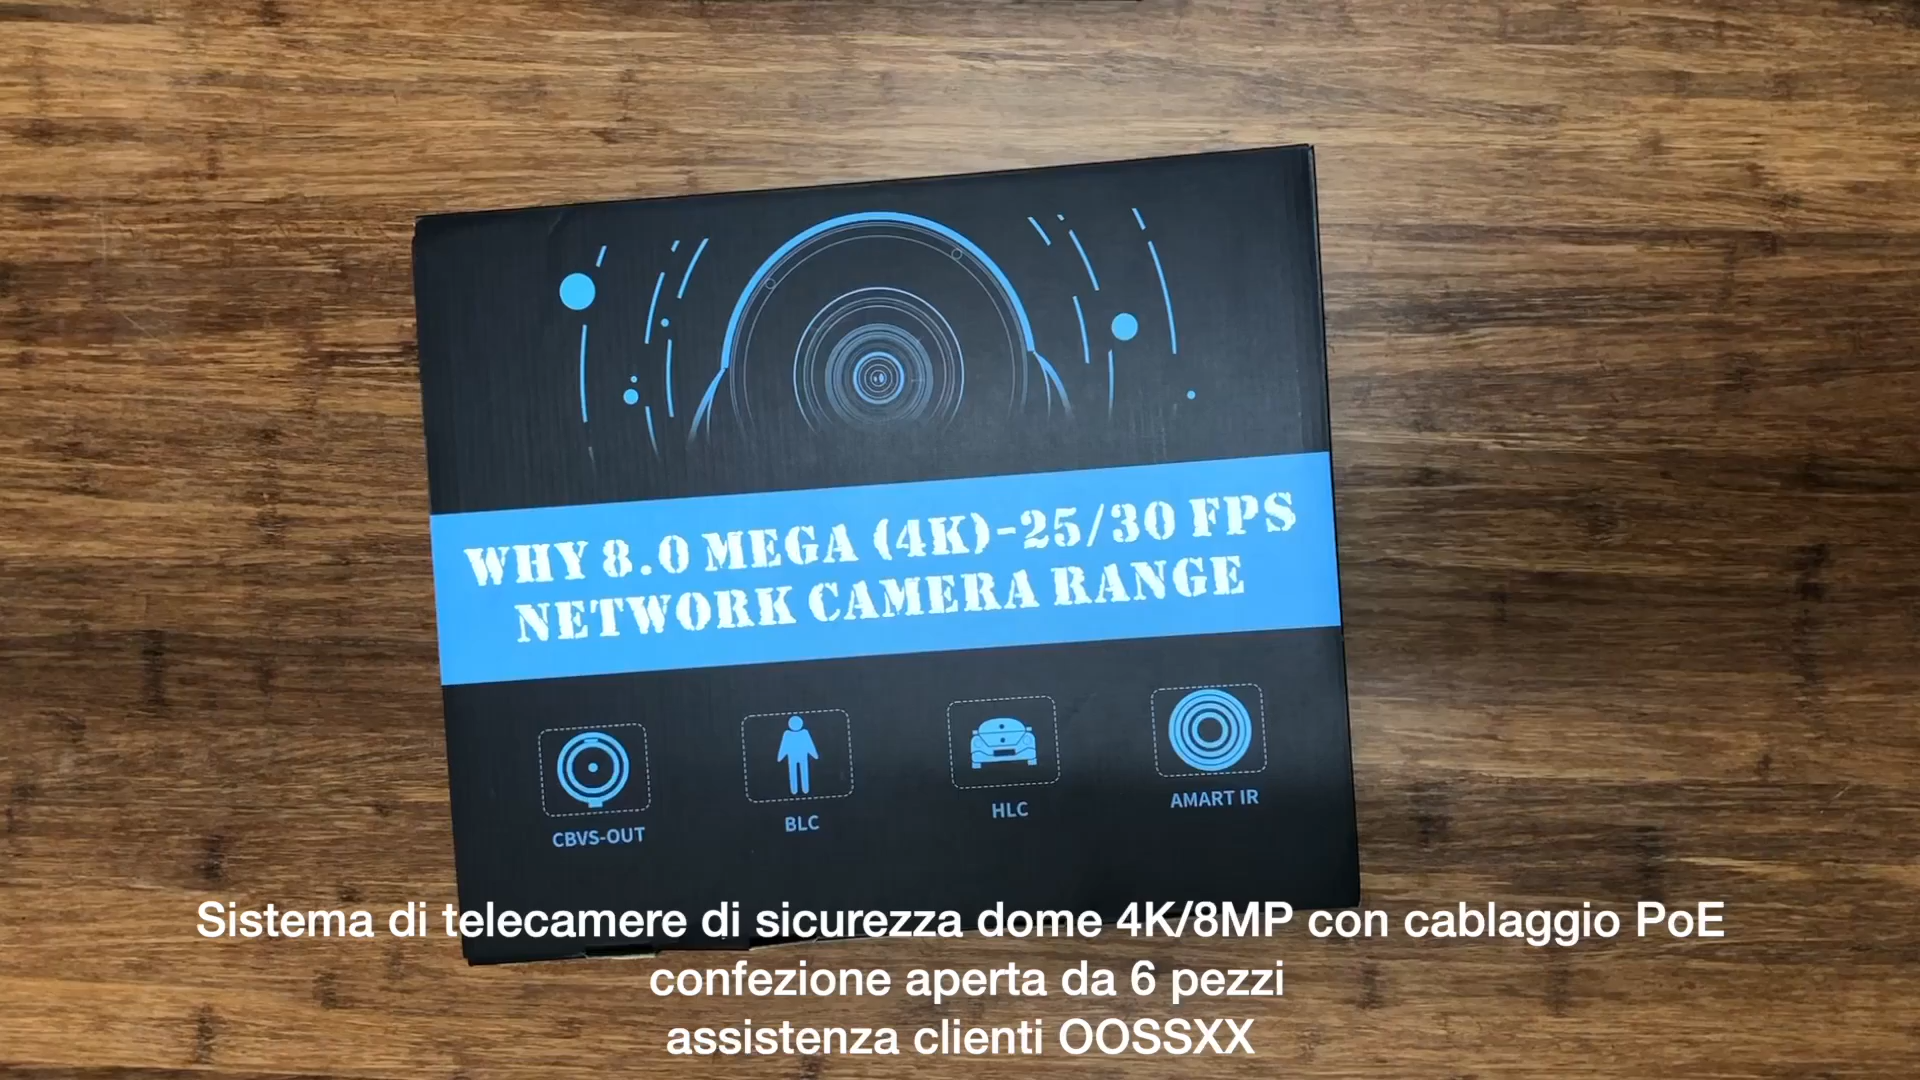 WHY 8.0 MEGA (4K)-25/30 FPS
NETWORK CAMERA RANGE
CBVS-OUT
BLC
HLC
AMART IR
Sistema di telecamere di sicurezza dome 4K/8MP con cablaggio PoE
confezione aperta da 6 pezzi
assistenza clienti OOSSXX